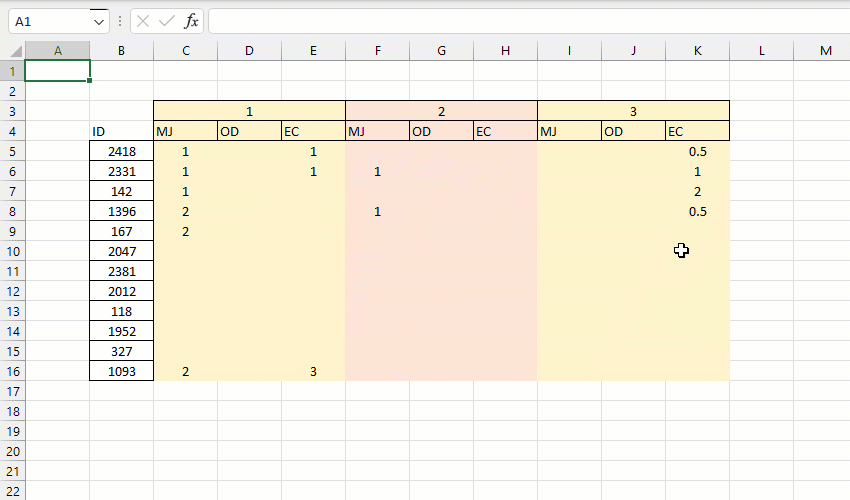 A1 fx
A B C D E F G H I J K L M
1
2
3 1 2 3
4 ID MJ OD EC MJ OD EC MJ OD EC
5 2418 1 1 0.5
6 2331 1 1 1 1
7 142 1 2
8 1396 2 1 0.5
9 167 2
10 2047
11 2381
12 2012
13 118
14 1952
15 327
16 1093 2 3
17
18
19
20
21
22